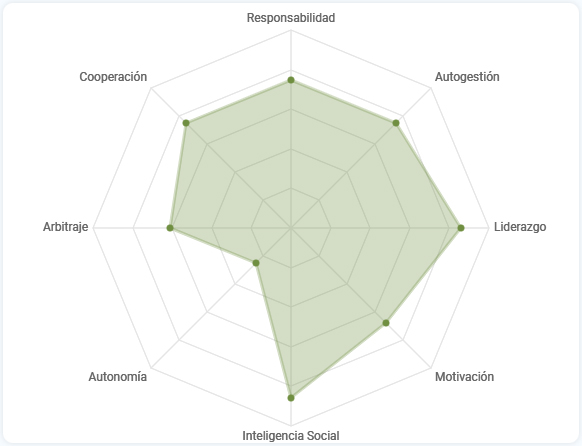 Responsabilidad
Cooperación
Autogestión
Arbitraje
Liderazgo
Autonomía
Motivación
Inteligencia Social